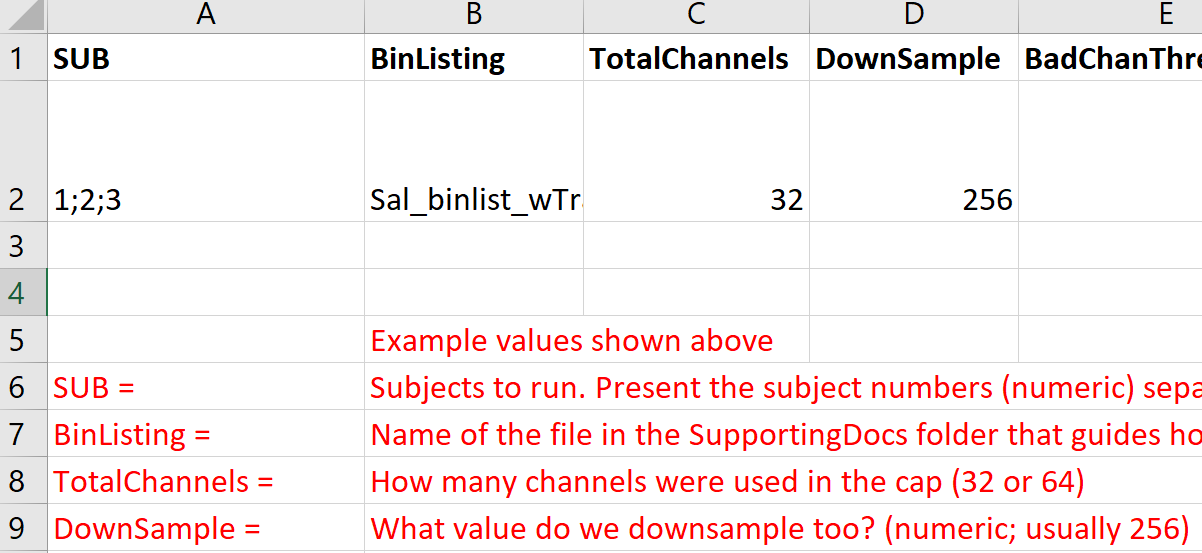 A B C D E
1 SUB BinListing TotalChannels DownSample BadChanThre
2 1;2;3 Sal_binlist_wTr 32 256
3
4
5 Example values shown above
6 SUB = Subjects to run. Present the subject numbers (numeric) sepa
7 BinListing = Name of the file in the SupportingDocs folder that guides ho
8 TotalChannels = How many channels were used in the cap (32 or 64)
9 DownSample = What value do we downsample too? (numeric; usually 256)